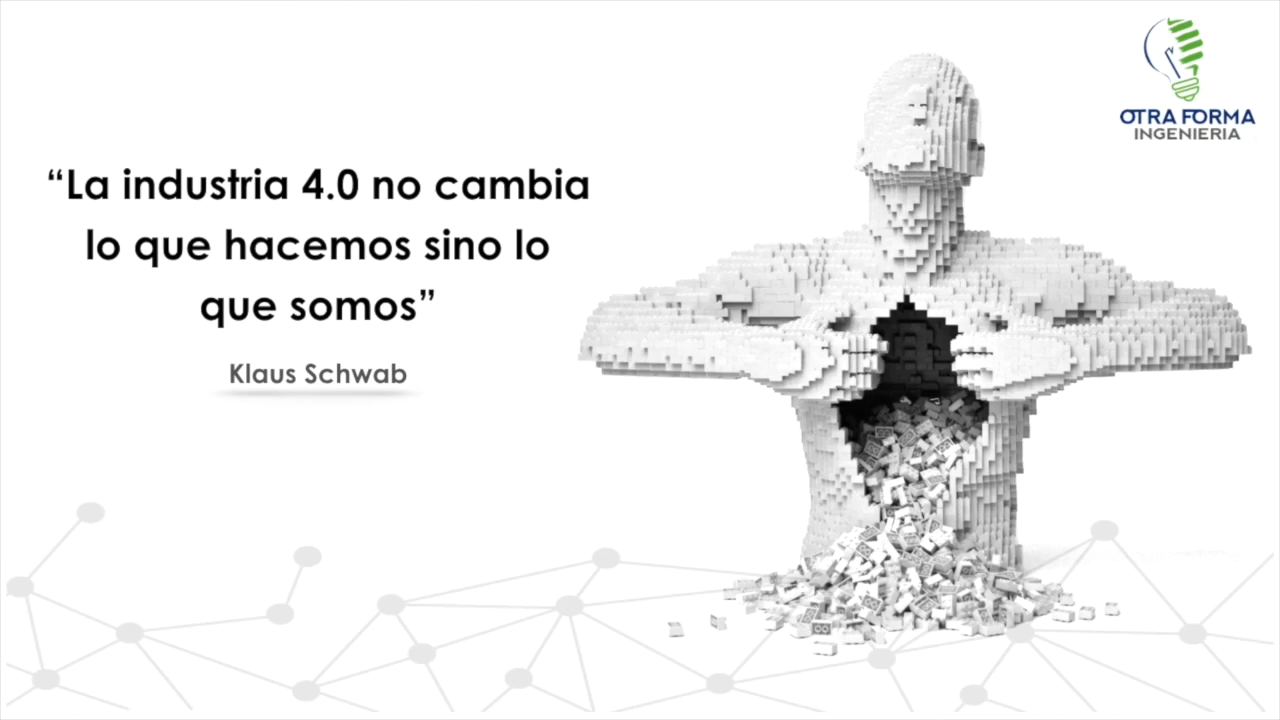 “La industria 4.0 no cambia
lo que hacemos sino lo
que somos”
Klaus Schwab
OTRA FORMA
INGENIERIA